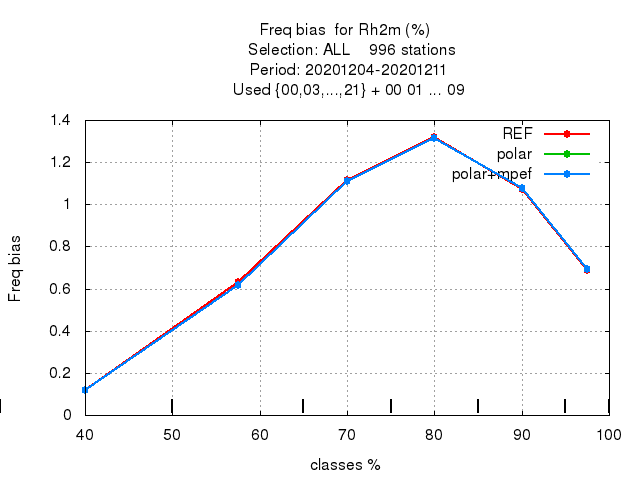 Freq bias for Rh2m (%)
Selection: ALL 996 stations
Period: 20201204-20201211
Used {00,03,...,21} + 00 01 ... 09
1.4
1.2
1
0.8
0.6
0.4
0.2
0
Freq bias
REF
polar
polar+mpef
40 50 60 70 80 90 100
classes %